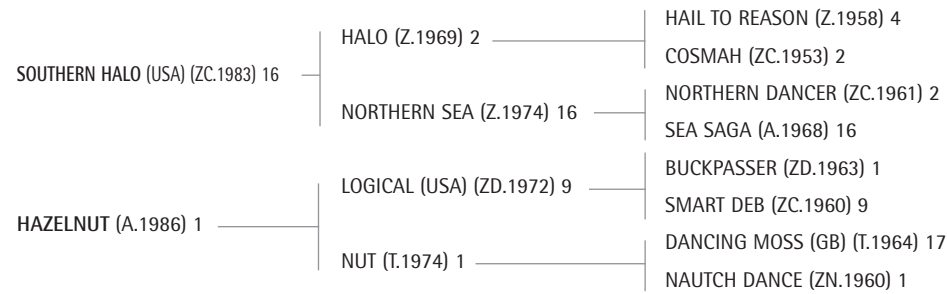 SOUTHERN HALO (USA) (ZC.1983) 16
HALO (Z.1969) 2
HAIL TO REASON (Z.1958) 4
COSMAH (ZC.1953) 2
NORTHERN SEA (Z.1974) 16
NORTHERN DANCER (ZC.1961) 2
SEA SAGA (A.1968) 16
HAZELNUT (A.1986) 1
LOGICAL (USA) (ZD.1972) 9
BUCKPASSER (ZD.1963) 1
SMART DEB (ZC.1960) 9
NUT (T.1974) 1
DANCING MOSS (GB) (T.1964) 17
NAUTCH DANCE (ZN.1960) 1